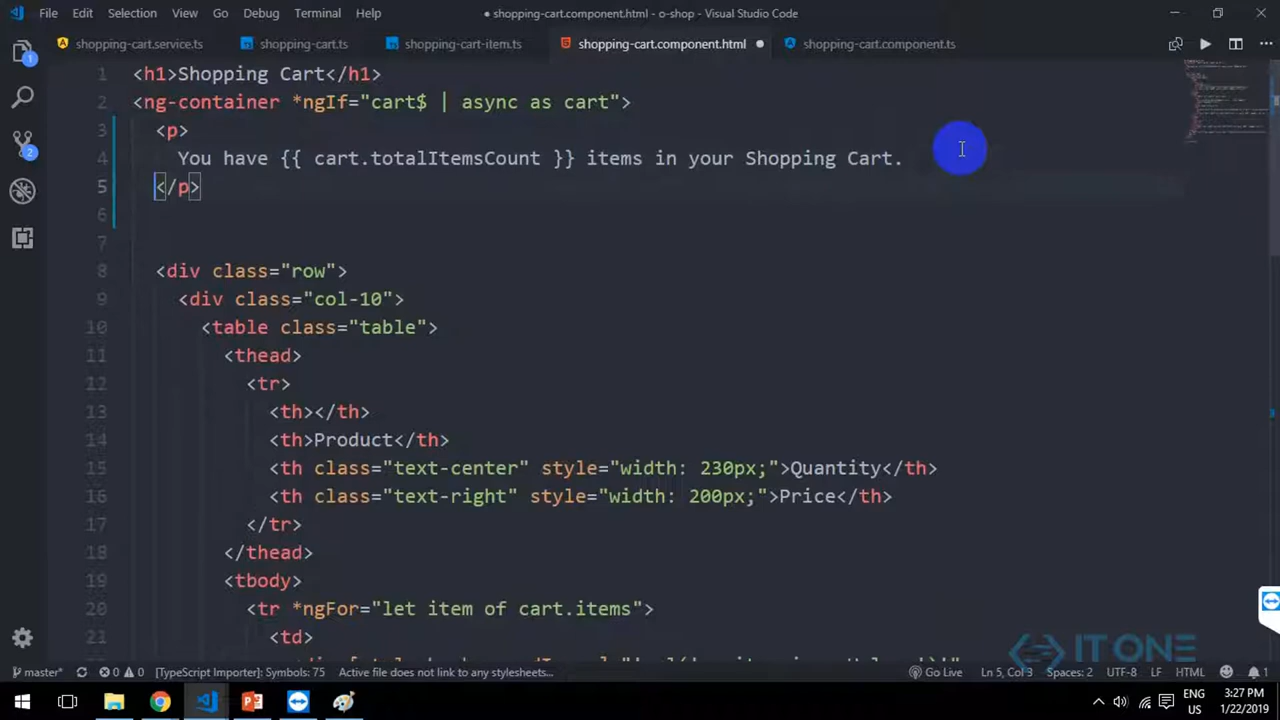 File Edit Selection View Go Debug Terminal Help ● shopping-cart.component.html - o-shop - Visual Studio Code
shopping-cart.service.ts shopping-cart.ts shopping-cart-item.ts shopping-cart.component.html ● shopping-cart.component.ts
1 <h1>Shopping Cart</h1>
2 <ng-container *ngIf="cart$ | async as cart">
3 <p>
4 You have {{ cart.totalItemsCount }} items in your Shopping Cart.
5 </p>
6
7
8 <div class="row">
9 <div class="col-10">
10 <table class="table">
11 <thead>
12 <tr>
13 <th></th>
14 <th>Product</th>
15 <th class="text-center" style="width: 230px;">Quantity</th>
16 <th class="text-right" style="width: 200px;">Price</th>
17 </tr>
18 </thead>
19 <tbody>
20 <tr *ngFor="let item of cart.items">
21 <td>
IT ONE
master* 0 0 [TypeScript Importer]: Symbols: 75 Active file does not link to any stylesheets... Go Live Ln 5, Col 3 Spaces: 2 UTF-8 LF HTML 1
ENG 3:27 PM
US 1/22/2019